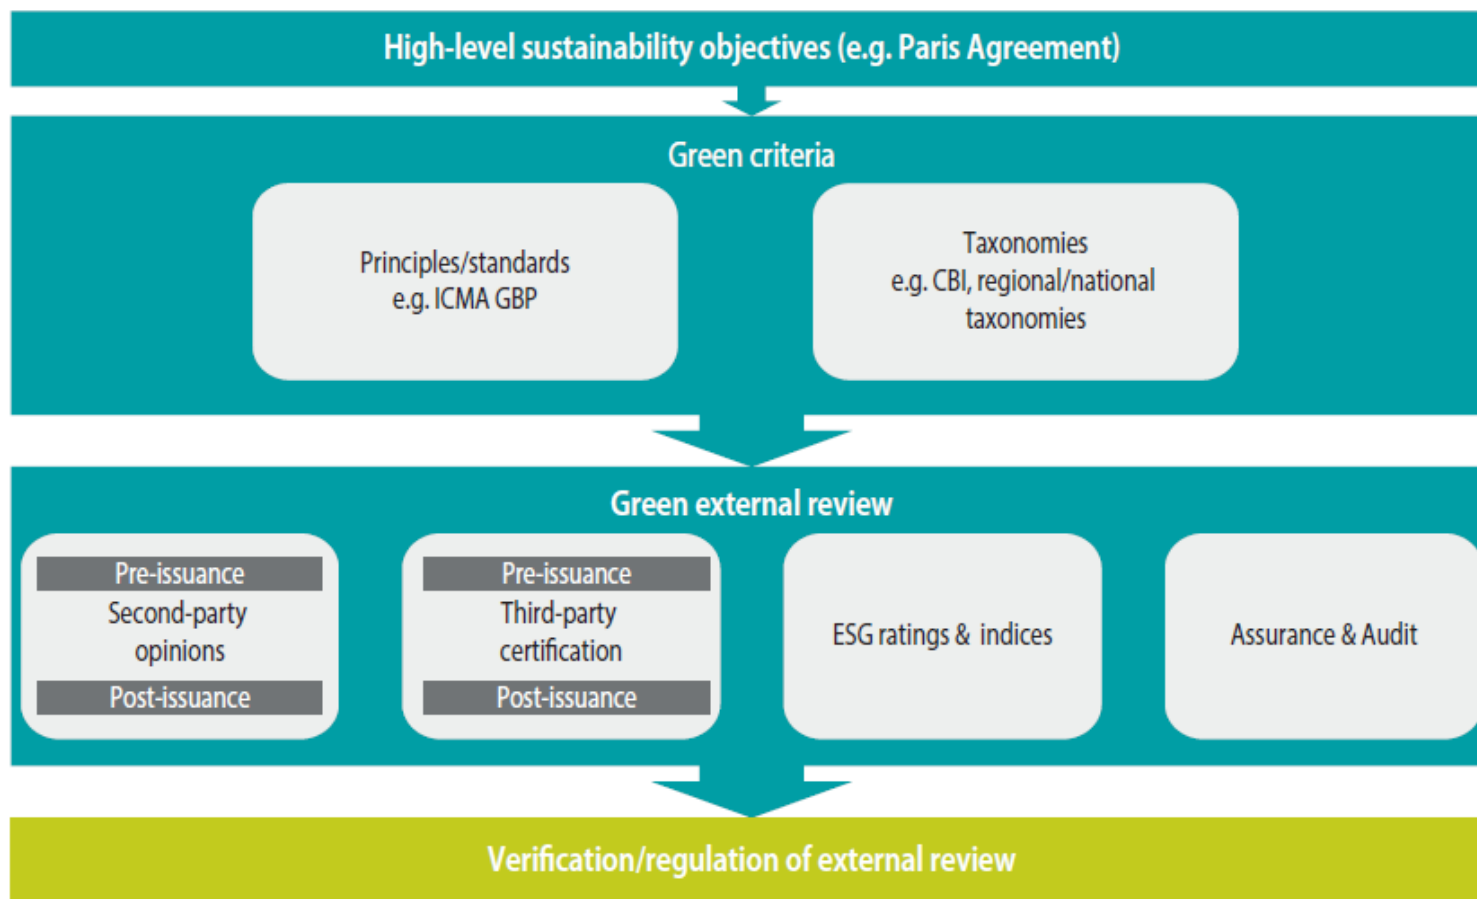 High-level sustainability objectives (e.g. Paris Agreement)
Green criteria
Principles/standards
e.g. ICMA GBP
Taxonomies
e.g. CBI, regional/national
taxonomies
Green external review
Pre-issuance
Second-party
opinions
Post-issuance
Pre-issuance
Third-party
certification
Post-issuance
ESG ratings & indices
Assurance & Audit
Verification/regulation of external review